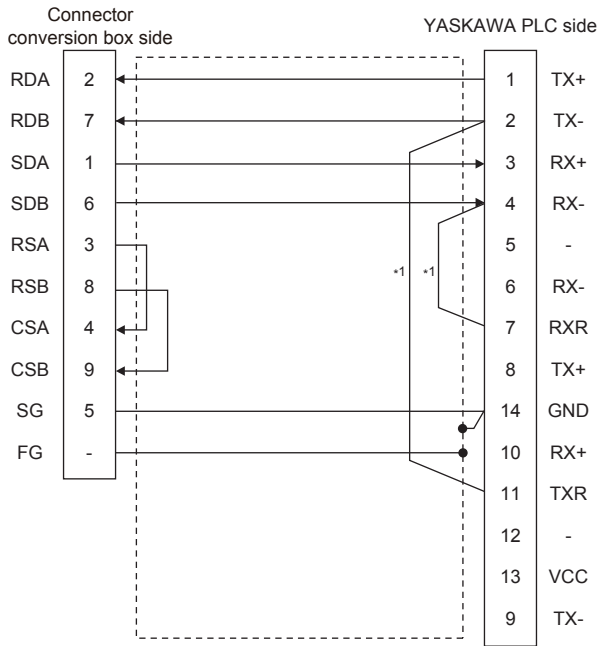 Connector
conversion box side
YASKAWA PLC side
RDA 2 1 TX+
RDB 7 2 TX-
SDA 1 3 RX+
SDB 6 4 RX-
RSA 3 5 -
RSB 8 *1 *1 6 RX-
CSA 4 7 RXR
CSB 9 8 TX+
SG 5 14 GND
FG - 10 RX+
11 TXR
12 -
13 VCC
9 TX-